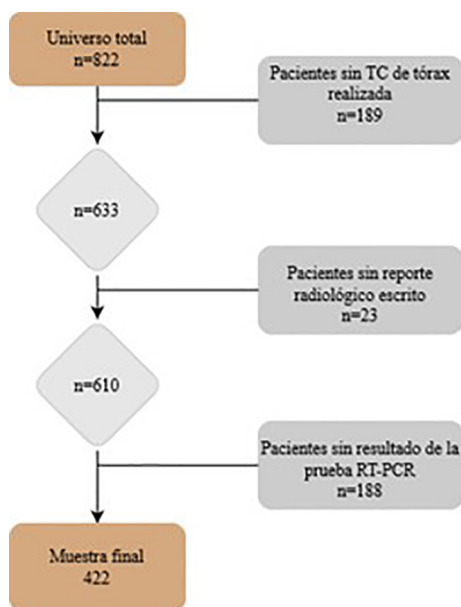 Universo total
n=822
Pacientes sin TC de tórax
realizada
n=189
n=633
Pacientes sin reporte
radiológico escrito
n=23
n=610
Pacientes sin resultado de la
prueba RT-PCR
n=188
Muestra final
422